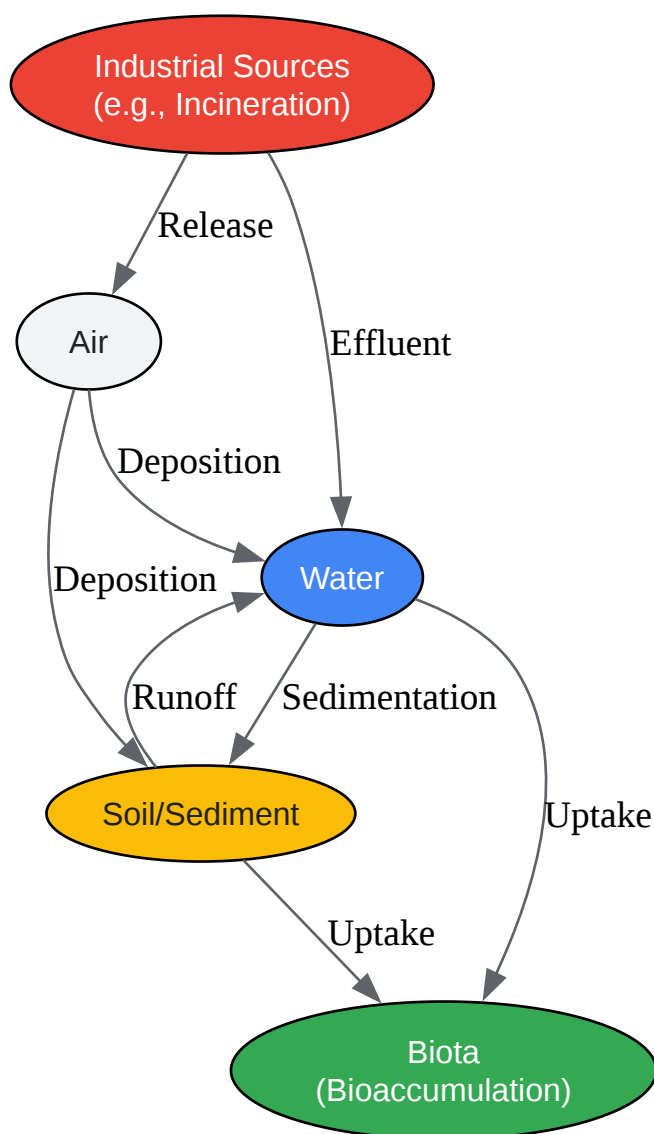 Industrial Sources
(e.g., Incineration)
Release
Air
Effluent
Deposition
Deposition
Water
Runoff
Sedimentation
Soil/Sediment
Uptake
Uptake
Biota
(Bioaccumulation)